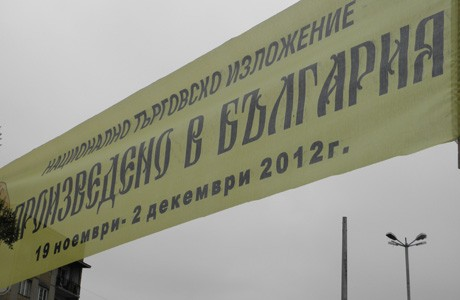 НАЦИОНАЛНО ТЪРГОВСКО ИЗЛОЖЕНИЕ
ПРОИЗВЕДЕНО В БЪЛГАРИЯ
19 ноември- 2 декември 2012г.